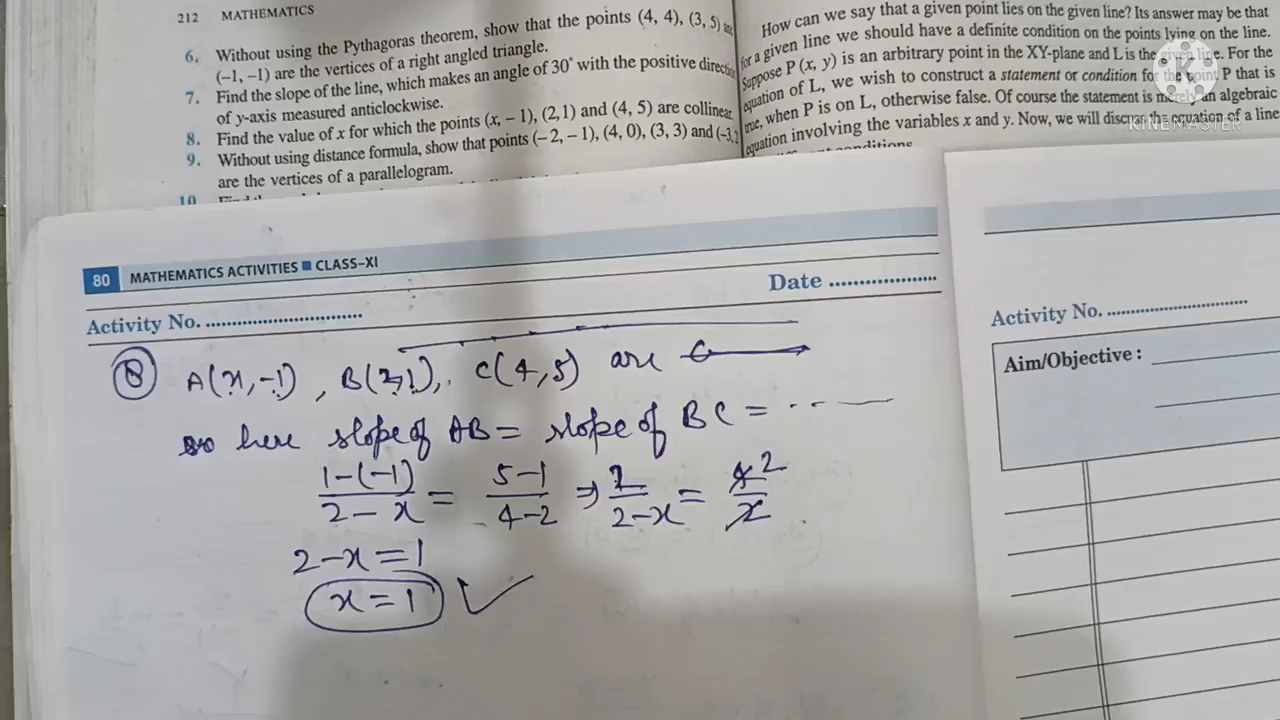 212 MATHEMATICS
6. Without using the Pythagoras theorem, show that the points (4, 4), (3, 5) and
(–1, –1) are the vertices of a right angled triangle.
7. Find the slope of the line, which makes an angle of 30° with the positive direction
of y-axis measured anticlockwise.
8. Find the value of x for which the points (x, – 1), (2,1) and (4, 5) are collinear.
9. Without using distance formula, show that points (– 2, – 1), (4, 0), (3, 3) and (–3, 2)
are the vertices of a parallelogram.
10
How can we say that a given point lies on the given line? Its answer may be that
for a given line we should have a definite condition on the points lying on the line.
Suppose P (x, y) is an arbitrary point in the XY-plane and L is the given line. For the
equation of L, we wish to construct a statement or condition for the point P that is
true, when P is on L, otherwise false. Of course the statement is merely an algebraic
equation involving the variables x and y. Now, we will discuss the equation of a line
conditions
KINEMASTER
80 MATHEMATICS ACTIVITIES ■ CLASS-XI
Date ...................
Activity No. .............................
⑧ A(x, -1), B(2,1), C(4, 5) are C
so here slope of AB = slope of BC = ....
1-(-1)/2-x = 5-1/4-2 ⇒ 2/2-x = 4 2/2
2-x = 1
x = 1 ✓
Activity No. ..........................
Aim/Objective :